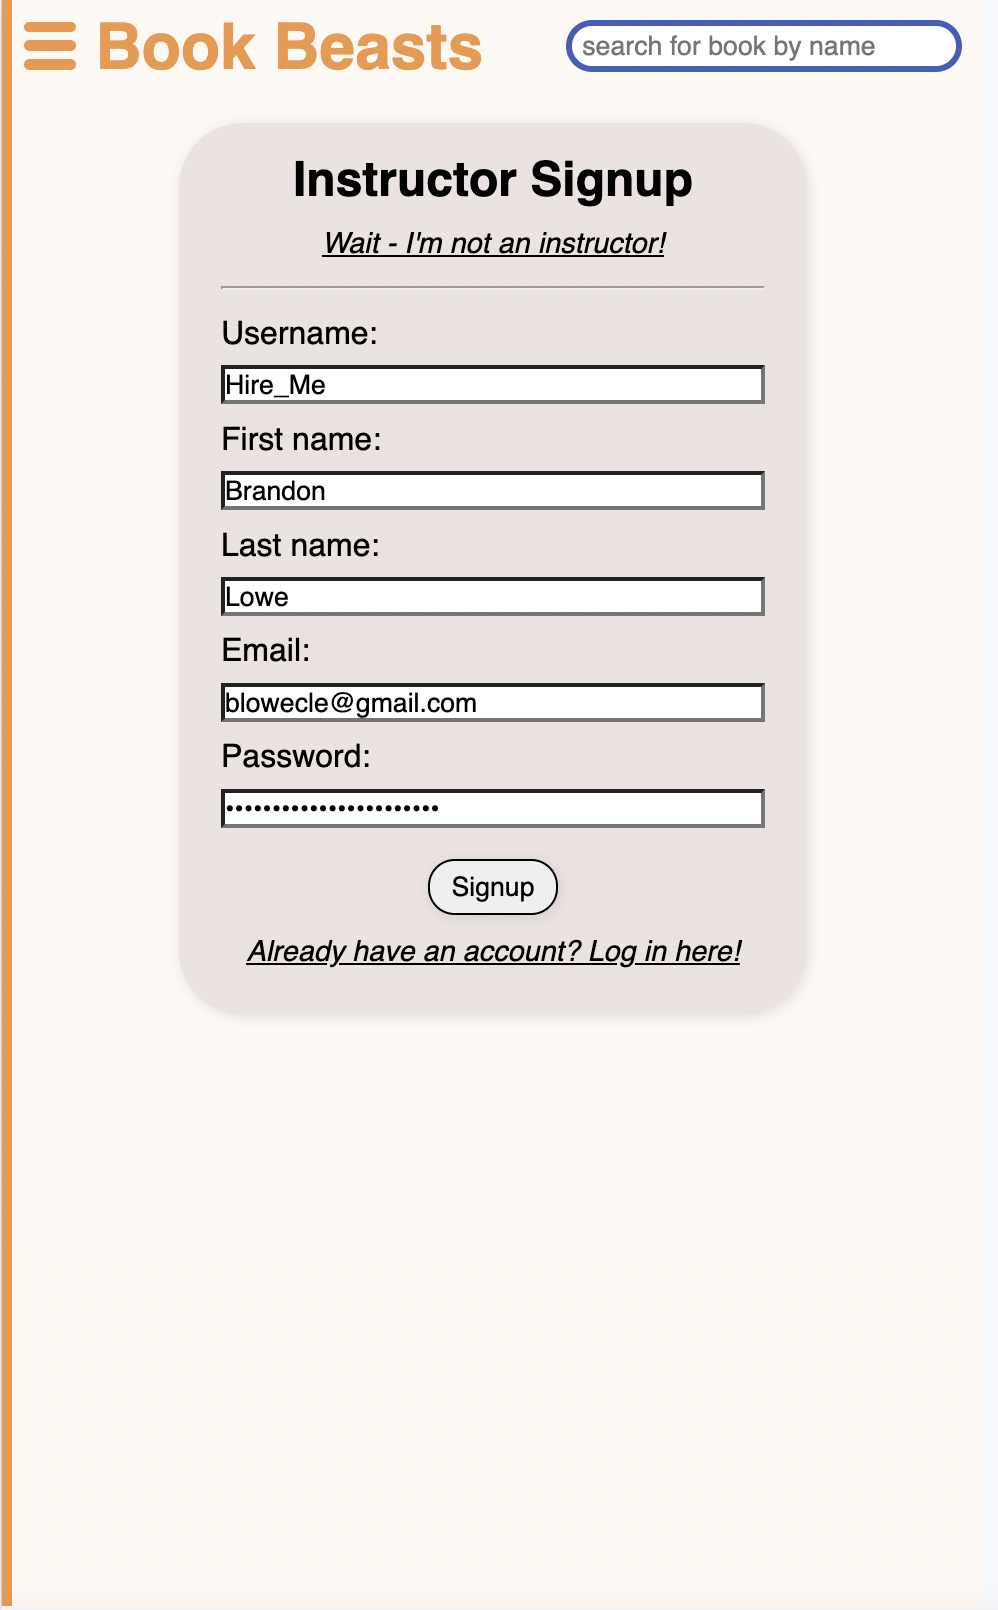 Book Beasts
search for book by name
Instructor Signup
Wait - I'm not an instructor!
Username:
Hire_Me
First name:
Brandon
Last name:
Lowe
Email:
blowecle@gmail.com
Password:
•••••••••••••••••••••••
Signup
Already have an account? Log in here!